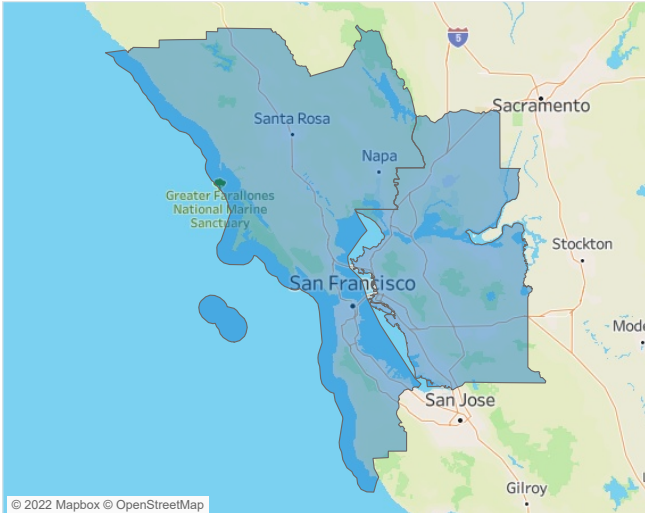 5
Sacramento
Santa Rosa
Napa
Greater Farallones
National Marine
Sanctuary
Stockton
San Francisco
Mode
San Jose
Gilroy
© 2022 Mapbox © OpenStreetMap